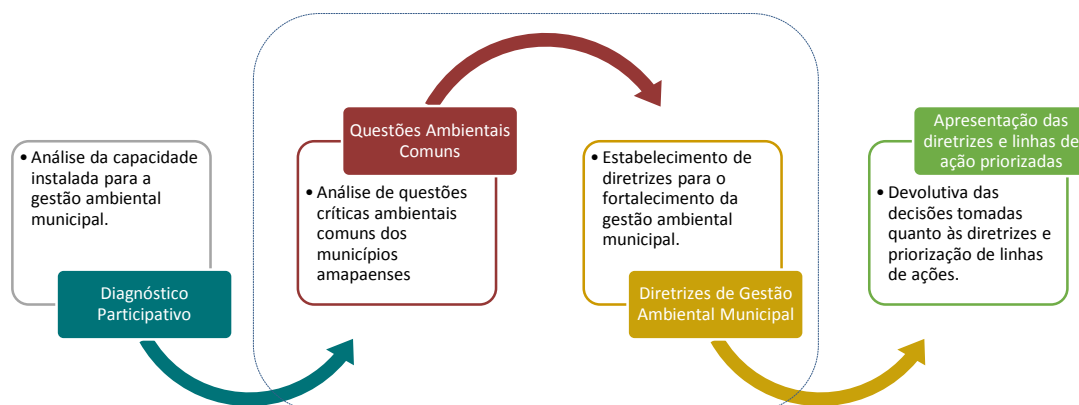 • Análise da capacidade
instalada para a
gestão ambiental
municipal.
Diagnóstico
Participativo
Questões Ambientais
Comuns
• Análise de questões
críticas ambientais
comuns dos
municípios
amapaenses
• Estabelecimento de
diretrizes para o
fortalecimento da
gestão ambiental
municipal.
Diretrizes de Gestão
Ambiental Municipal
Apresentação das
diretrizes e linhas de
ação priorizadas
• Devolutiva das
decisões tomadas
quanto às diretrizes e
priorização de linhas
de ações.